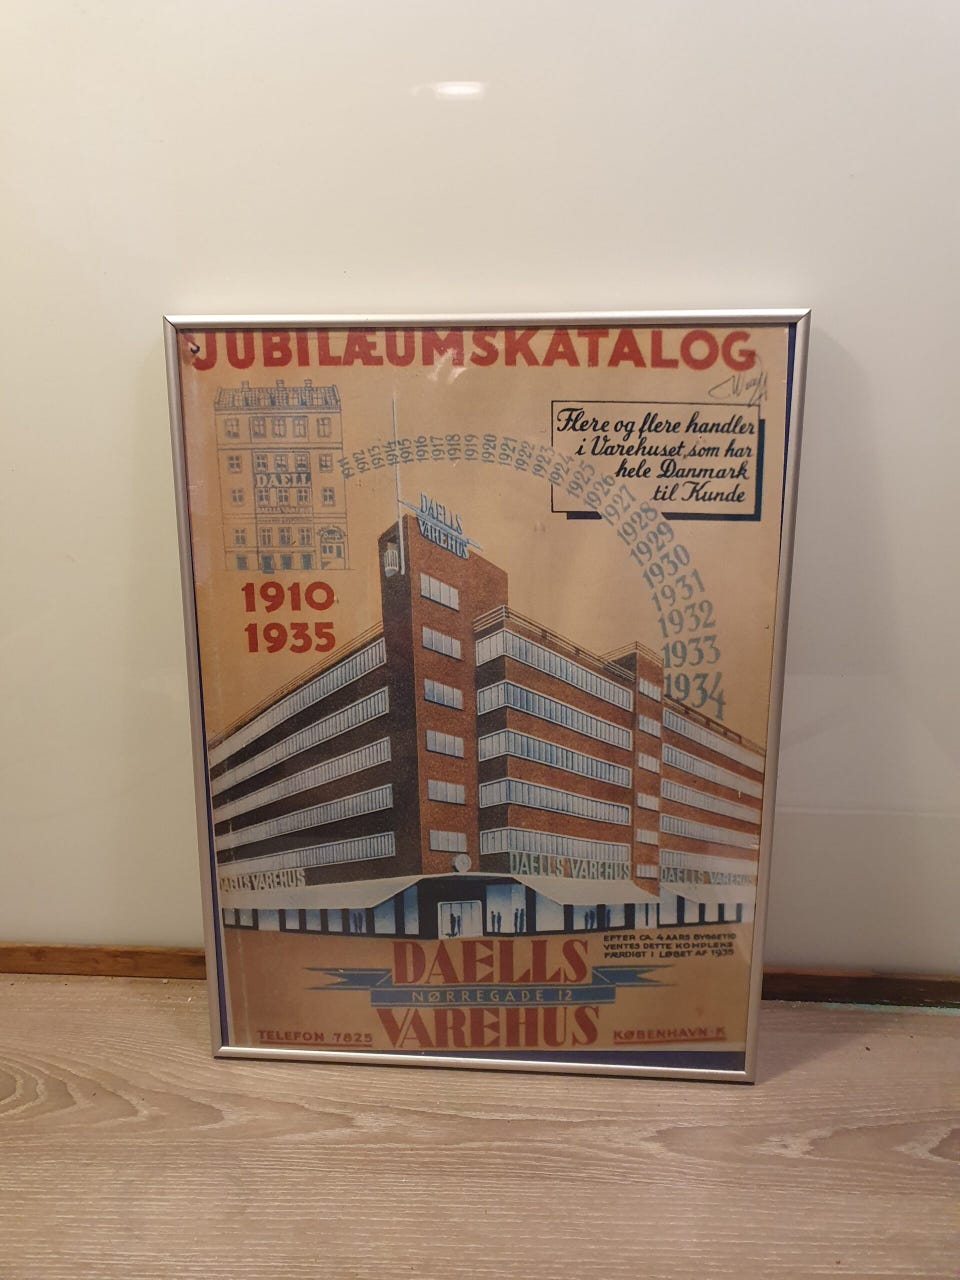 JUBILÆUMSKATALOG
Flere og flere handler
i Varehuset, som har
hele Danmark
til Kunde
DAELL
1911 1912 1913 1914 1915 1916 1917 1918 1919 1920 1921 1922 1923 1924 1925 1926 1927 1928 1929 1930 1931 1932 1933 1934
DAELLS
VAREHUS
1910
1935
DAELLS VAREHUS
DAELLS VAREHUS
DAELLS VAREHUS
EFTER CA. 4 AARS BYGGETID
VENTES DETTE KOMPLEKS
FÆRDIGT I LØBET AF 1935
DAELLS
NØRREGADE 12
VAREHUS
TELEFON 7825
KØBENHAVN·K